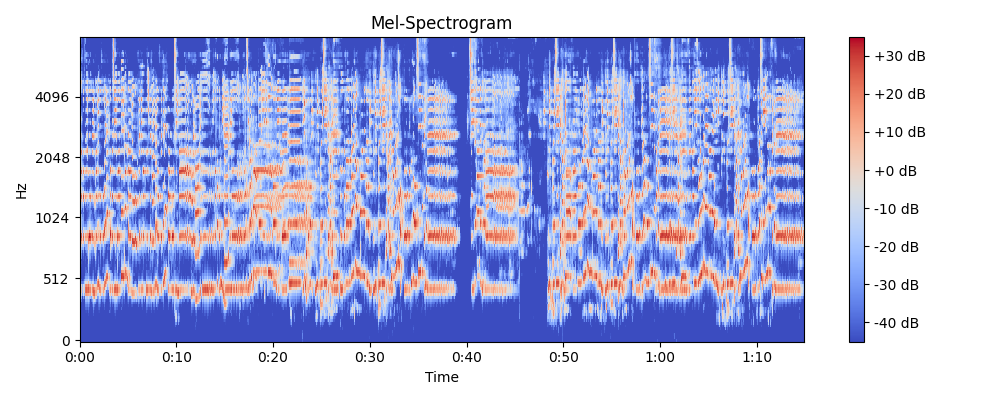 Mel-Spectrogram
Hz
4096
2048
1024
512
0
0:00 0:10 0:20 0:30 0:40 0:50 1:00 1:10
Time
+30 dB
+20 dB
+10 dB
+0 dB
-10 dB
-20 dB
-30 dB
-40 dB